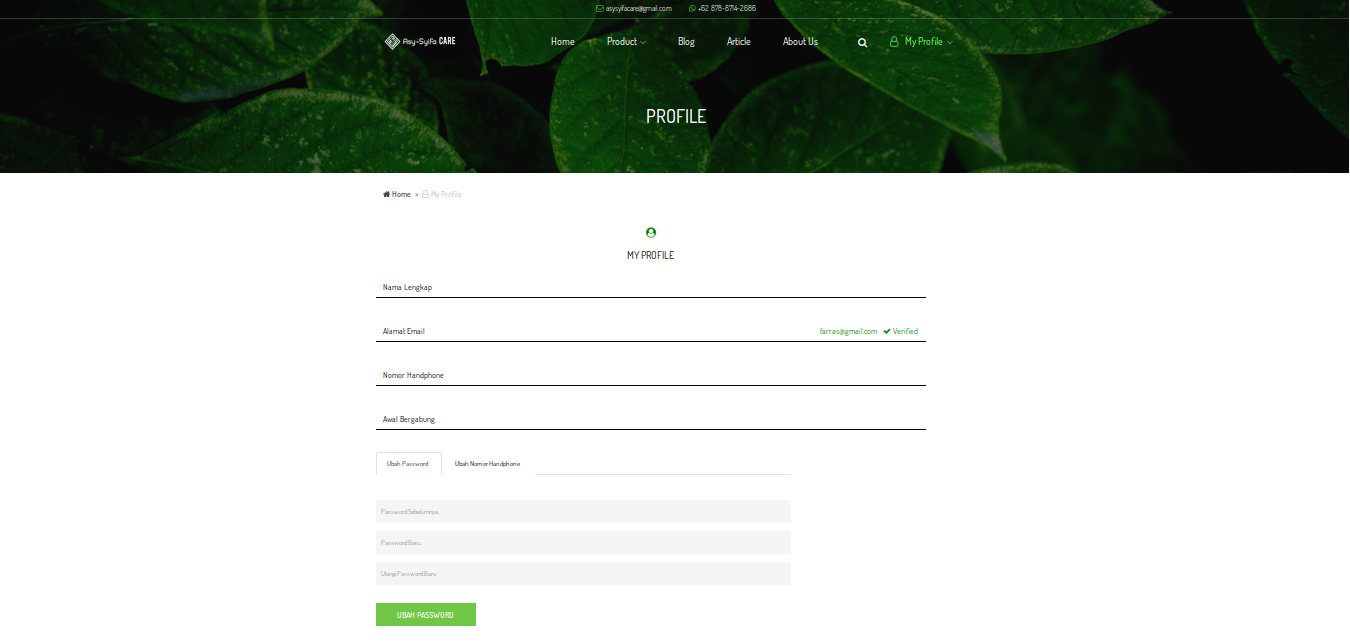 asysyifacare@gmail.com +62 878-8714-2686
Asy-Syifa CARE Home Product Blog Article About Us My Profile
PROFILE
Home > My Profile
MY PROFILE
Nama Lengkap
Alamat Email farras@gmail.com Verified
Nomor Handphone
Awal Bergabung
Ubah Password Ubah Nomor Handphone
Password Sebelumnya..
Password Baru..
Ulangi Password Baru
UBAH PASSWORD